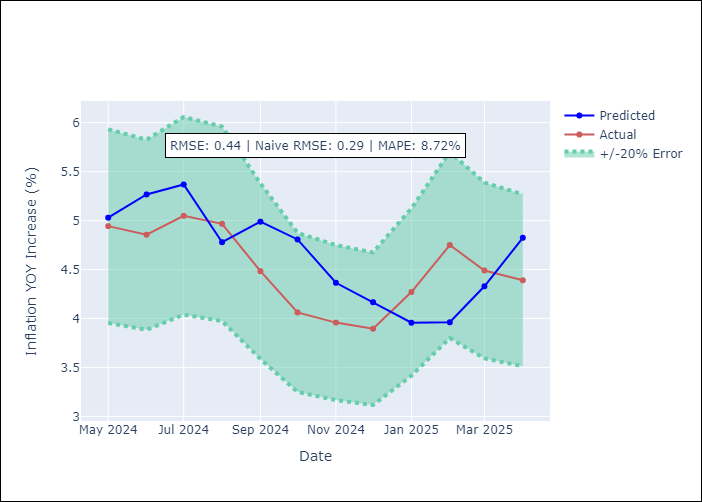 RMSE: 0.44 | Naive RMSE: 0.29 | MAPE: 8.72%
Predicted
Actual
+/-20% Error
Inflation YOY Increase (%)
6
5.5
5
4.5
4
3.5
3
May 2024
Jul 2024
Sep 2024
Nov 2024
Jan 2025
Mar 2025
Date